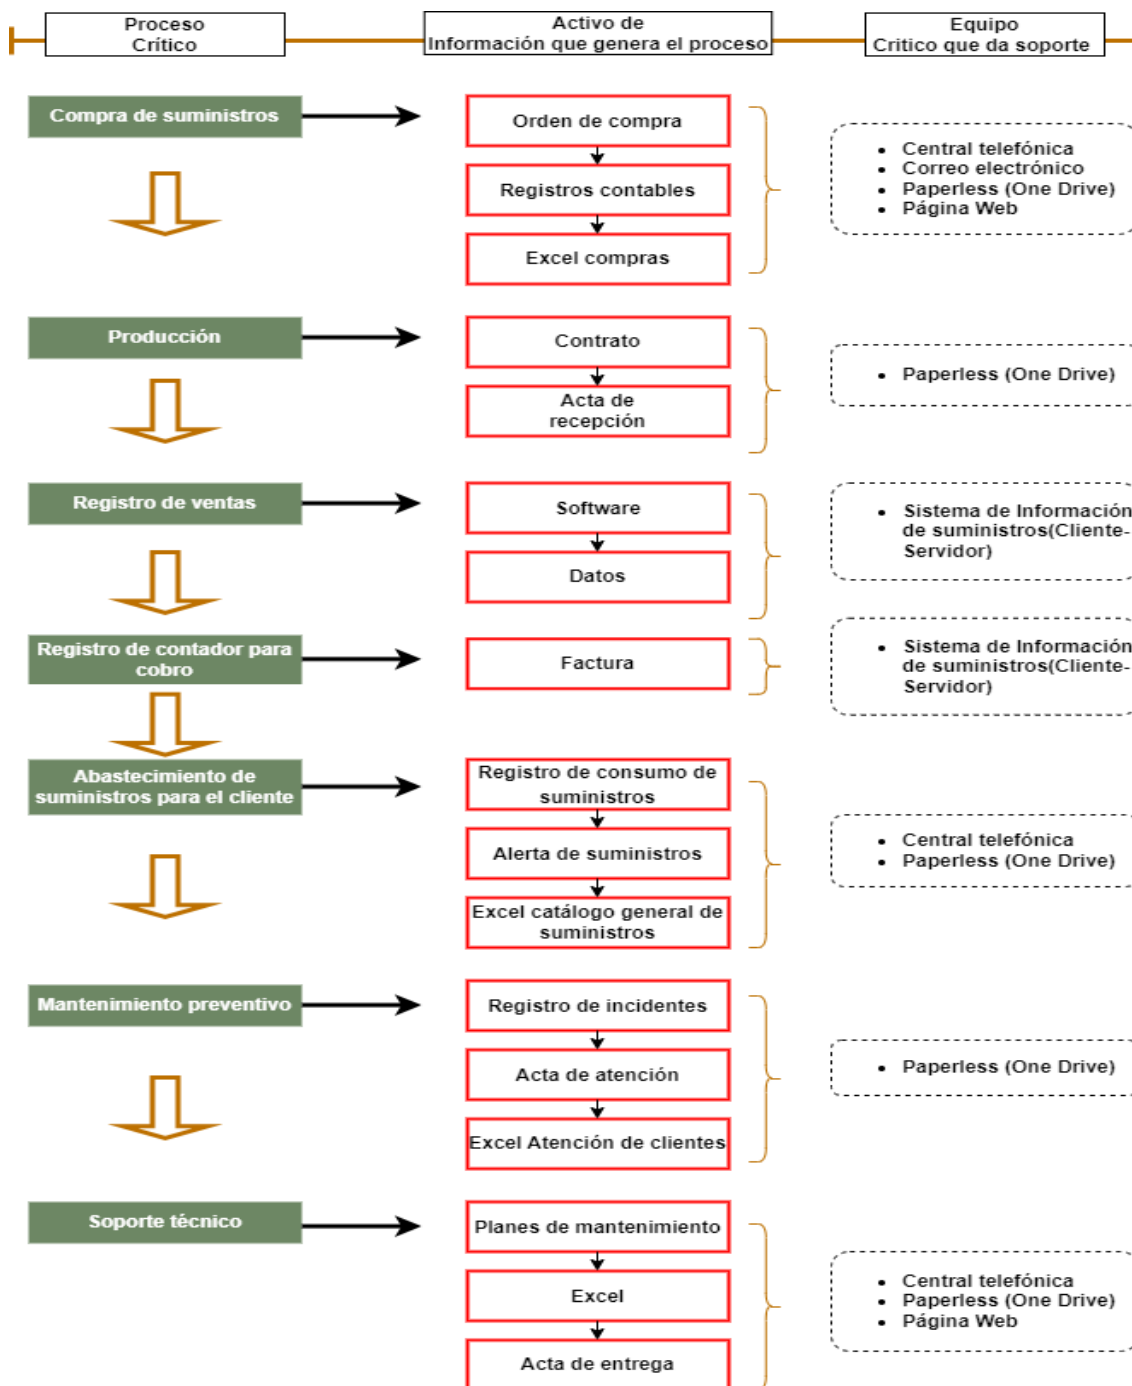 Proceso
Crítico
Activo de
Información que genera el proceso
Equipo
Critico que da soporte
Compra de suministros
Orden de compra
Registros contables
Excel compras
• Central telefónica
• Correo electrónico
• Paperless (One Drive)
• Página Web
Producción
Contrato
Acta de
recepción
• Paperless (One Drive)
Registro de ventas
Software
Datos
• Sistema de Información
de suministros(Cliente-
Servidor)
Registro de contador para
cobro
Factura
• Sistema de Información
de suministros(Cliente-
Servidor)
Abastecimiento de
suministros para el cliente
Registro de consumo de
suministros
Alerta de suministros
Excel catálogo general de
suministros
• Central telefónica
• Paperless (One Drive)
Mantenimiento preventivo
Registro de incidentes
Acta de atención
Excel Atención de clientes
• Paperless (One Drive)
Soporte técnico
Planes de mantenimiento
Excel
Acta de entrega
• Central telefónica
• Paperless (One Drive)
• Página Web